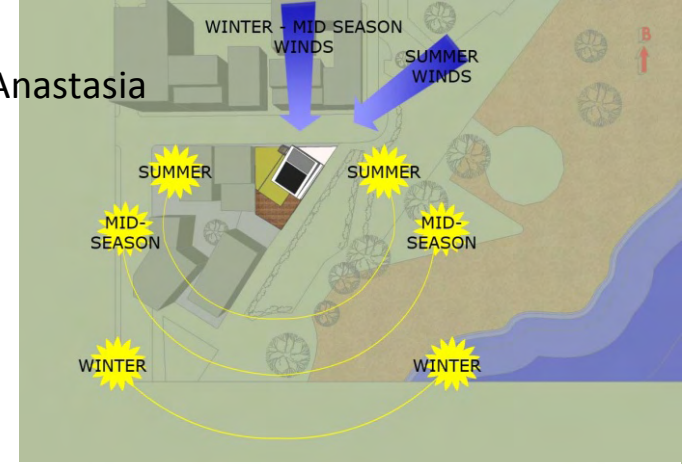 WINTER - MID SEASON
WINDS
SUMMER
WINDS
B
Anastasia
SUMMER
SUMMER
MID-
SEASON
MID-
SEASON
WINTER
WINTER